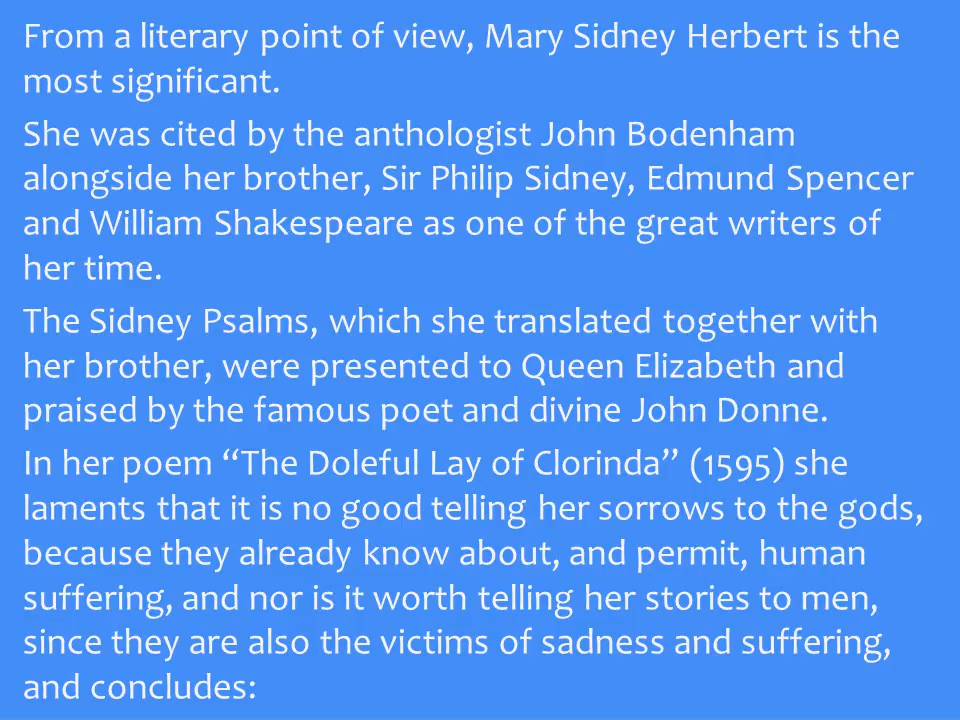 From a literary point of view, Mary Sidney Herbert is the
most significant.
She was cited by the anthologist John Bodenham
alongside her brother, Sir Philip Sidney, Edmund Spencer
and William Shakespeare as one of the great writers of
her time.
The Sidney Psalms, which she translated together with
her brother, were presented to Queen Elizabeth and
praised by the famous poet and divine John Donne.
In her poem “The Doleful Lay of Clorinda” (1595) she
laments that it is no good telling her sorrows to the gods,
because they already know about, and permit, human
suffering, and nor is it worth telling her stories to men,
since they are also the victims of sadness and suffering,
and concludes: